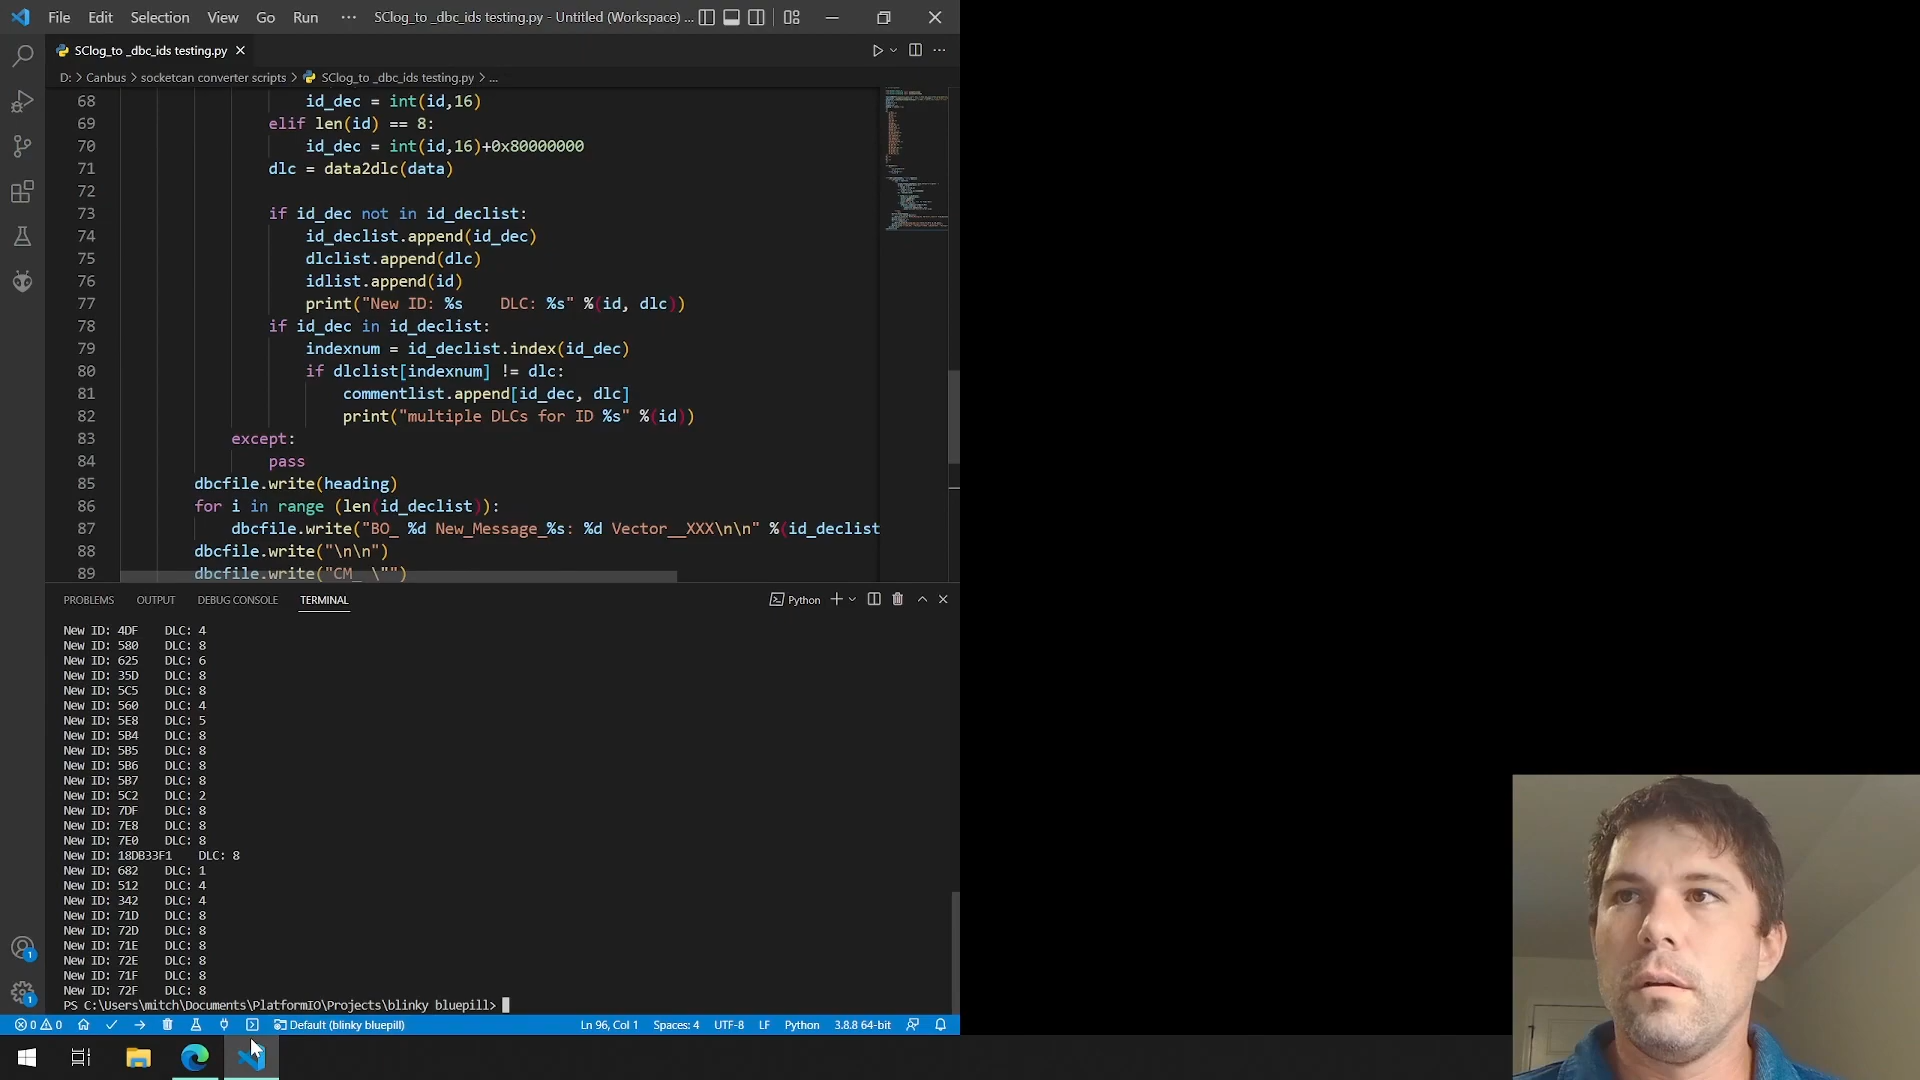 File Edit Selection View Go Run ··· SClog_to _dbc_ids testing.py - Untitled (Workspace) ...
SClog_to _dbc_ids testing.py
D: > Canbus > socketcan converter scripts > SClog_to _dbc_ids testing.py > ...
68 id_dec = int(id,16)
69 elif len(id) == 8:
70 id_dec = int(id,16)+0x80000000
71 dlc = data2dlc(data)
72
73 if id_dec not in id_declist:
74 id_declist.append(id_dec)
75 dlclist.append(dlc)
76 idlist.append(id)
77 print("New ID: %s    DLC: %s" %(id, dlc))
78 if id_dec in id_declist:
79 indexnum = id_declist.index(id_dec)
80 if dlclist[indexnum] != dlc:
81 commentlist.append[id_dec, dlc]
82 print("multiple DLCs for ID %s" %(id))
83 except:
84 pass
85 dbcfile.write(heading)
86 for i in range (len(id_declist)):
87 dbcfile.write("BO_ %d New_Message_%s: %d Vector__XXX\n\n" %(id_declist
88 dbcfile.write("\n\n")
89 dbcfile.write("CM_ \"")
PROBLEMS OUTPUT DEBUG CONSOLE TERMINAL Python
New ID: 4DF    DLC: 4
New ID: 580    DLC: 8
New ID: 625    DLC: 6
New ID: 35D    DLC: 8
New ID: 5C5    DLC: 8
New ID: 560    DLC: 4
New ID: 5E8    DLC: 5
New ID: 5B4    DLC: 8
New ID: 5B5    DLC: 8
New ID: 5B6    DLC: 8
New ID: 5B7    DLC: 8
New ID: 5C2    DLC: 2
New ID: 7DF    DLC: 8
New ID: 7E8    DLC: 8
New ID: 7E0    DLC: 8
New ID: 18DB33F1    DLC: 8
New ID: 682    DLC: 1
New ID: 512    DLC: 4
New ID: 342    DLC: 4
New ID: 71D    DLC: 8
New ID: 72D    DLC: 8
New ID: 71E    DLC: 8
New ID: 72E    DLC: 8
New ID: 71F    DLC: 8
New ID: 72F    DLC: 8
PS C:\Users\mitch\Documents\PlatformIO\Projects\blinky bluepill>
1
1
0 0 Default (blinky bluepill) Ln 96, Col 1 Spaces: 4 UTF-8 LF Python 3.8.8 64-bit